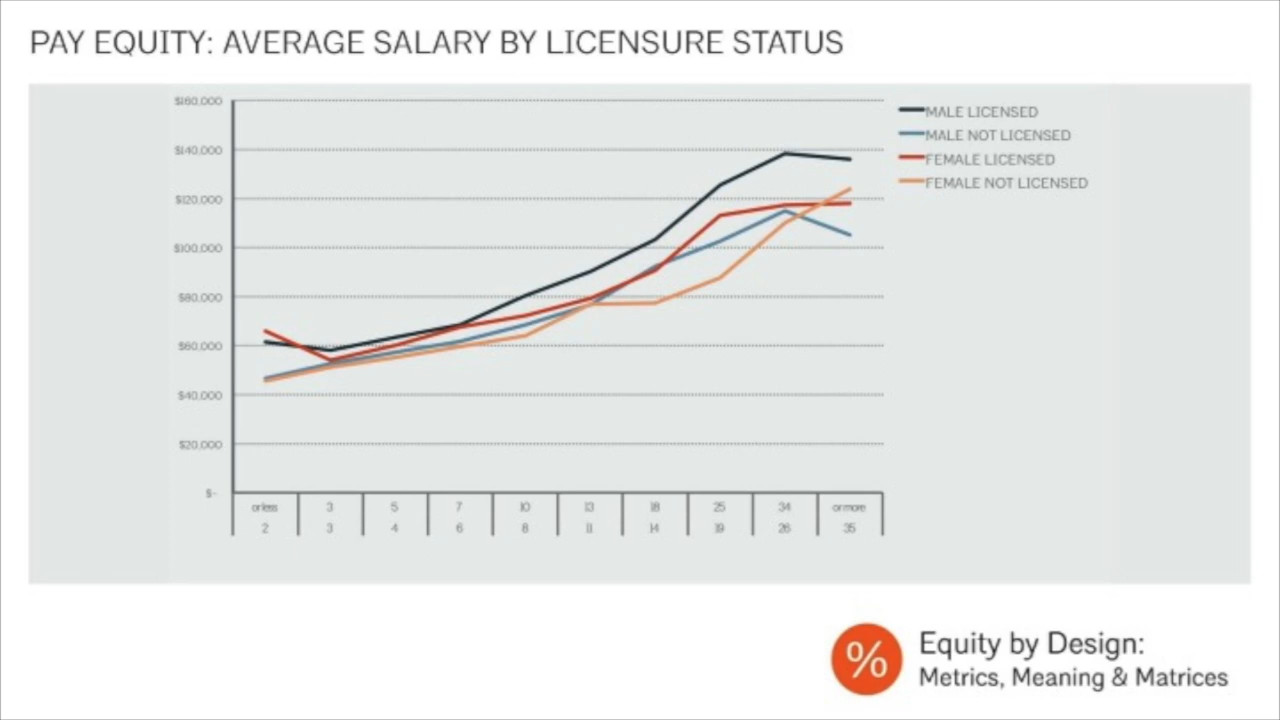 PAY EQUITY: AVERAGE SALARY BY LICENSURE STATUS
$160,000
$140,000
$120,000
$100,000
$80,000
$60,000
$40,000
$20,000
$-
MALE LICENSED
MALE NOT LICENSED
FEMALE LICENSED
FEMALE NOT LICENSED
or less 3 5 7 10 13 18 25 34 or more
2 3 4 6 8 11 14 19 26 35
%
Equity by Design:
Metrics, Meaning & Matrices